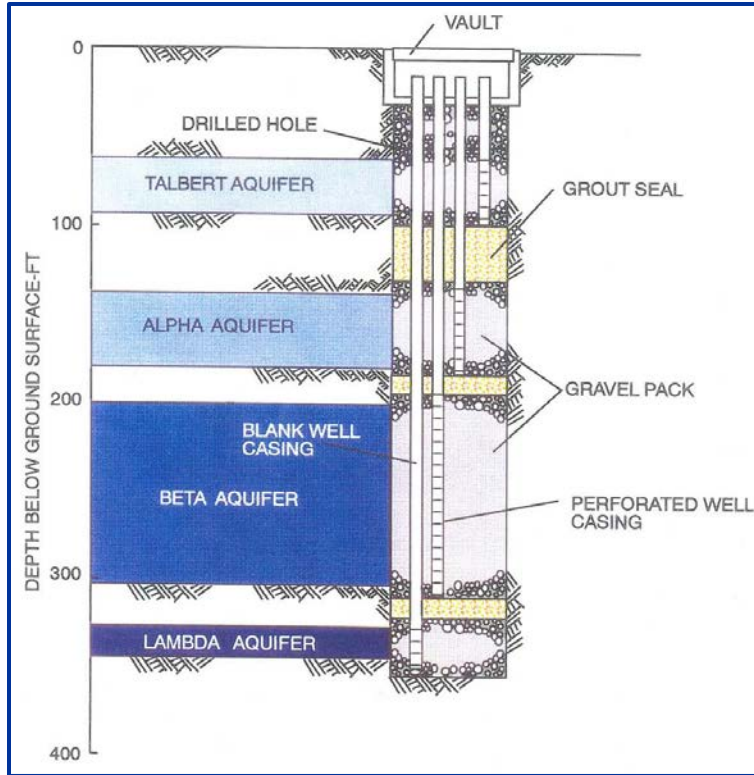 VAULT
0
DRILLED HOLE
TALBERT AQUIFER
GROUT SEAL
100
ALPHA AQUIFER
GRAVEL PACK
200
BLANK WELL
CASING
BETA AQUIFER
PERFORATED WELL
CASING
300
LAMBDA AQUIFER
400
DEPTH BELOW GROUND SURFACE-FT